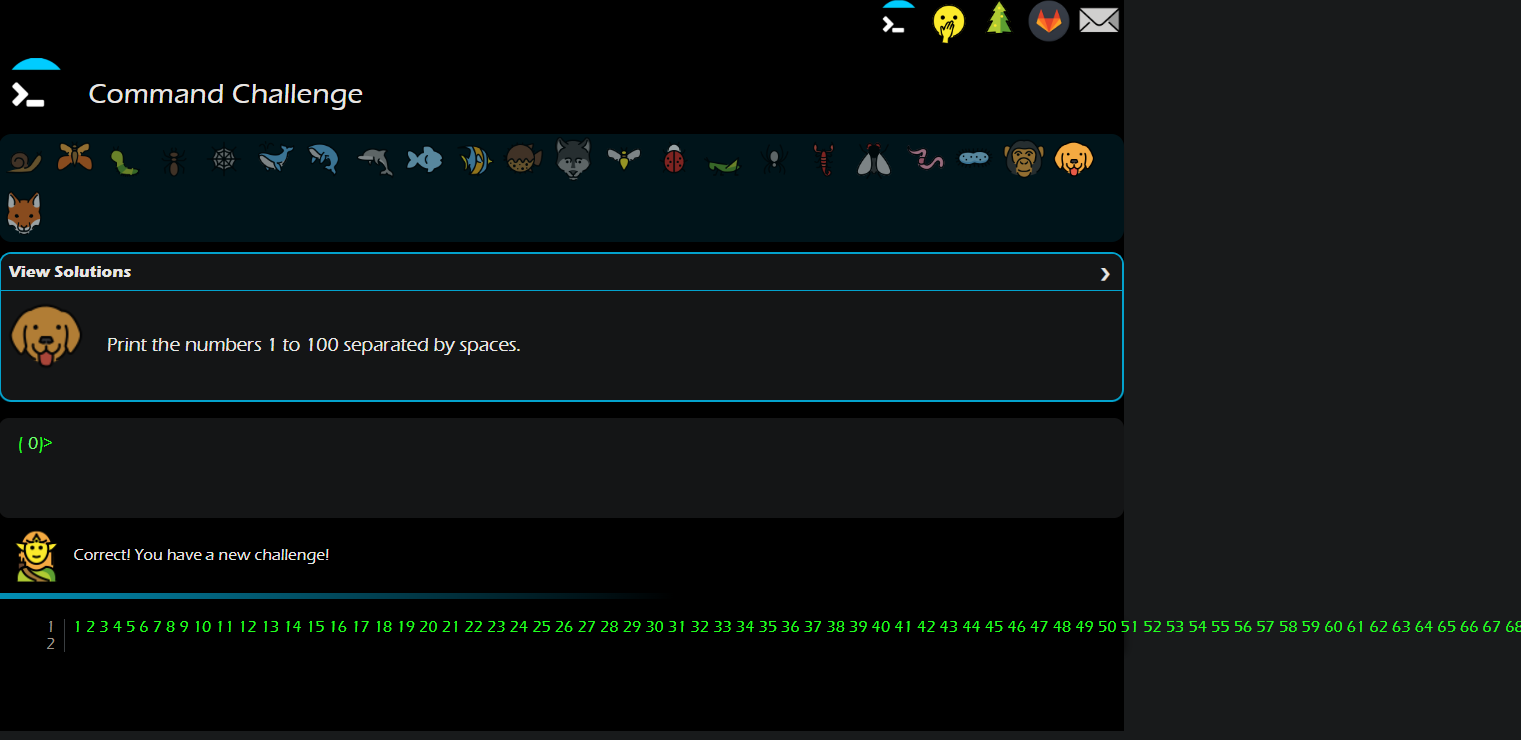 Command Challenge
View Solutions
Print the numbers 1 to 100 separated by spaces.
( 0)>
Correct! You have a new challenge!
1 1 2 3 4 5 6 7 8 9 10 11 12 13 14 15 16 17 18 19 20 21 22 23 24 25 26 27 28 29 30 31 32 33 34 35 36 37 38 39 40 41 42 43 44 45 46 47 48 49 50 51 52 53 54 55 56 57 58 59 60 61 62 63 64 65 66 67 68
2